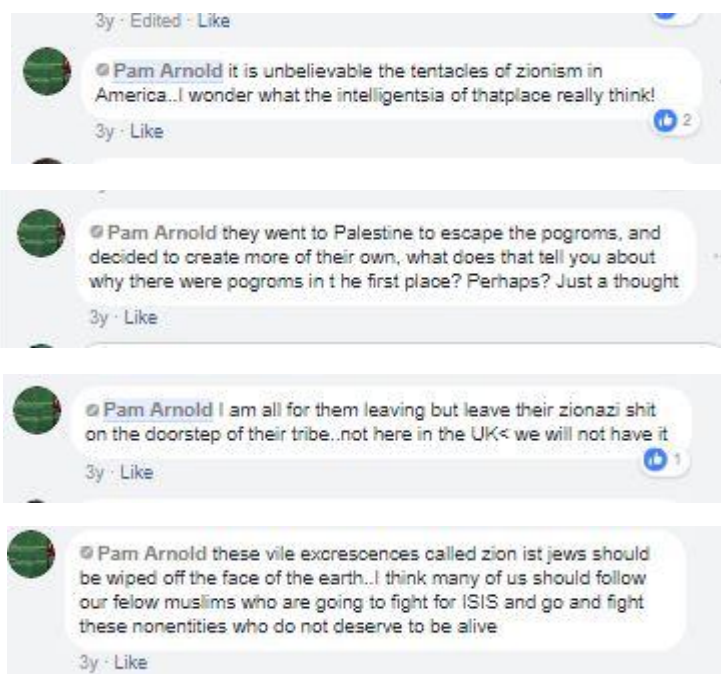 3y · Edited · Like
Pam Arnold it is unbelievable the tentacles of zionism in
America..I wonder what the intelligentsia of thatplace really think!
2
3y · Like
Pam Arnold they went to Palestine to escape the pogroms, and
decided to create more of their own, what does that tell you about
why there were pogroms in t he first place? Perhaps? Just a thought
3y · Like
Pam Arnold I am all for them leaving but leave their zionazi shit
on the doorstep of their tribe..not here in the UK< we will not have it
1
3y · Like
Pam Arnold these vile excrescences called zion ist jews should
be wiped off the face of the earth..I think many of us should follow
our felow muslims who are going to fight for ISIS and go and fight
these nonentities who do not deserve to be alive
3y · Like